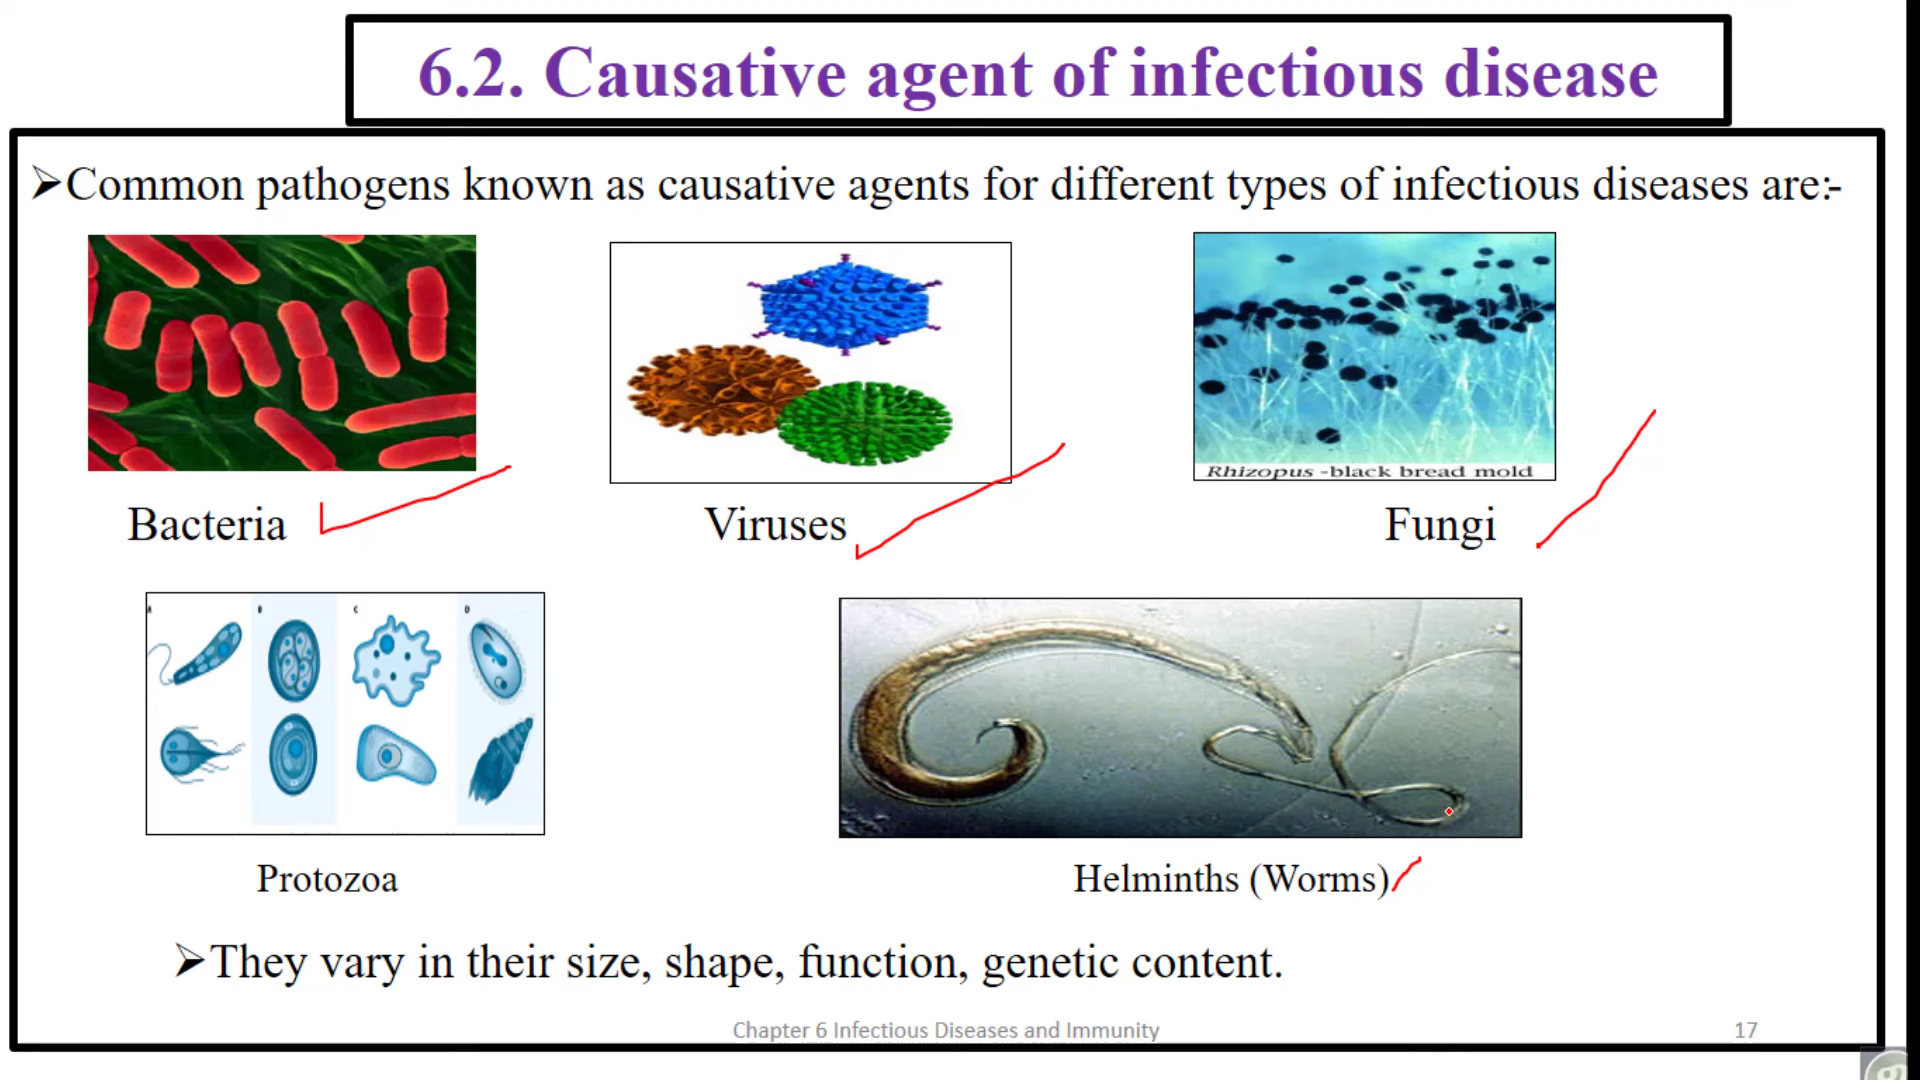 6.2. Causative agent of infectious disease
➢Common pathogens known as causative agents for different types of infectious diseases are:-
Rhizopus -black bread mold
Bacteria
Viruses
Fungi
A B C D
Protozoa
Helminths (Worms)
➢They vary in their size, shape, function, genetic content.
Chapter 6 Infectious Diseases and Immunity
17